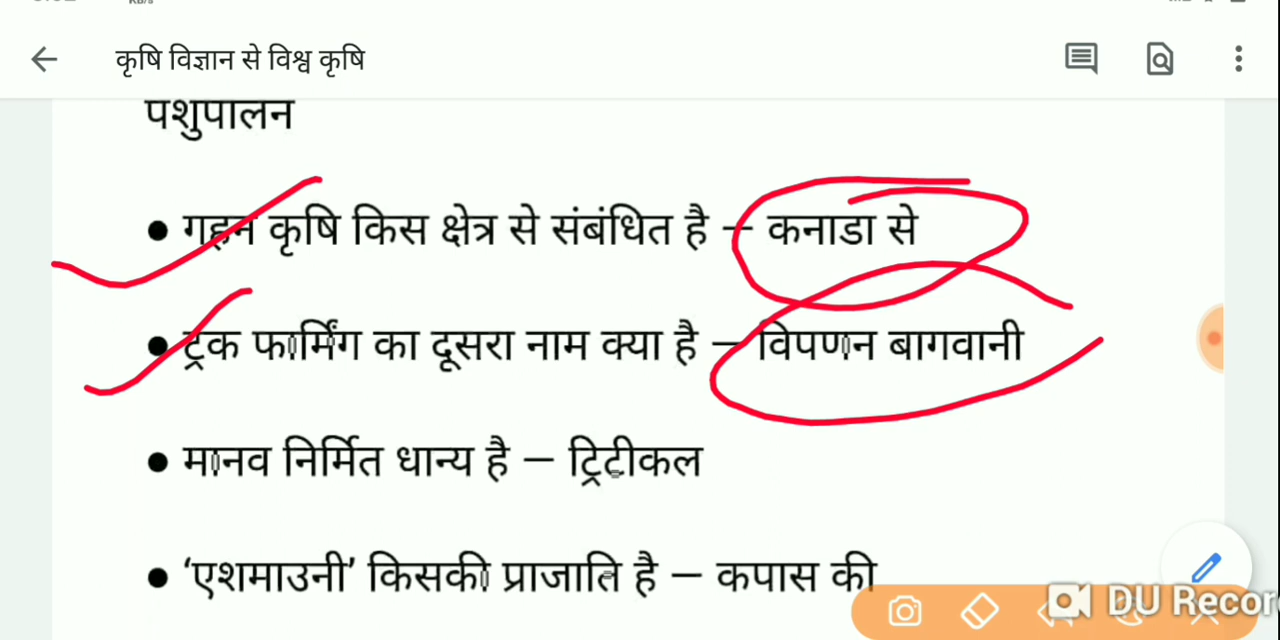 कृषि विज्ञान से विश्व कृषि
पशुपालन
● गहन कृषि किस क्षेत्र से संबंधित है – कनाडा से
● ट्रक फार्मिंग का दूसरा नाम क्या है – विपणन बागवानी
● मानव निर्मित धान्य है – ट्रिटीकल
● ‘एशमाउनी’ किसकी प्राजाति है – कपास की
DU Recor